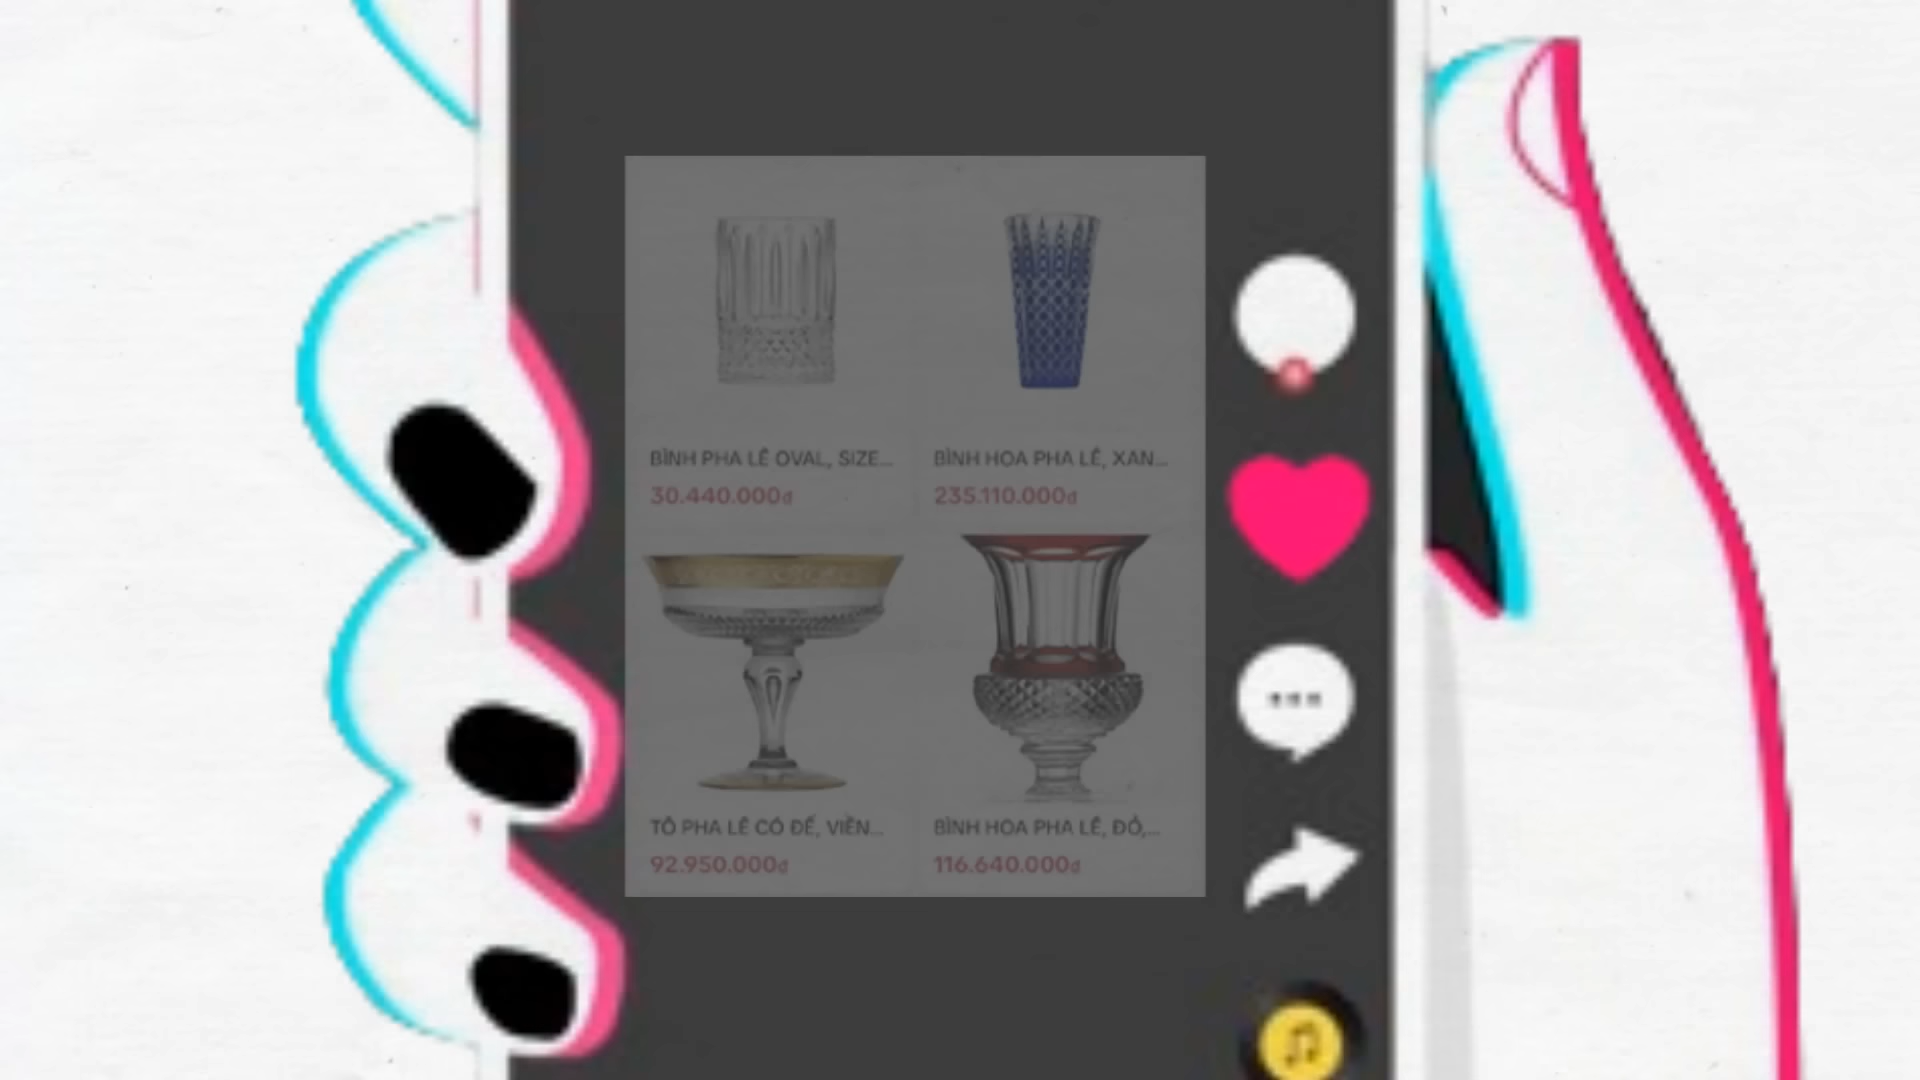 BÌNH PHA LÊ OVAL, SIZE...
30.440.000đ
BÌNH HOA PHA LÊ, XAN...
235.110.000đ
TÔ PHA LÊ CÓ ĐẾ, VIỀN...
92.950.000đ
BÌNH HOA PHA LÊ, ĐỎ,...
116.640.000đ